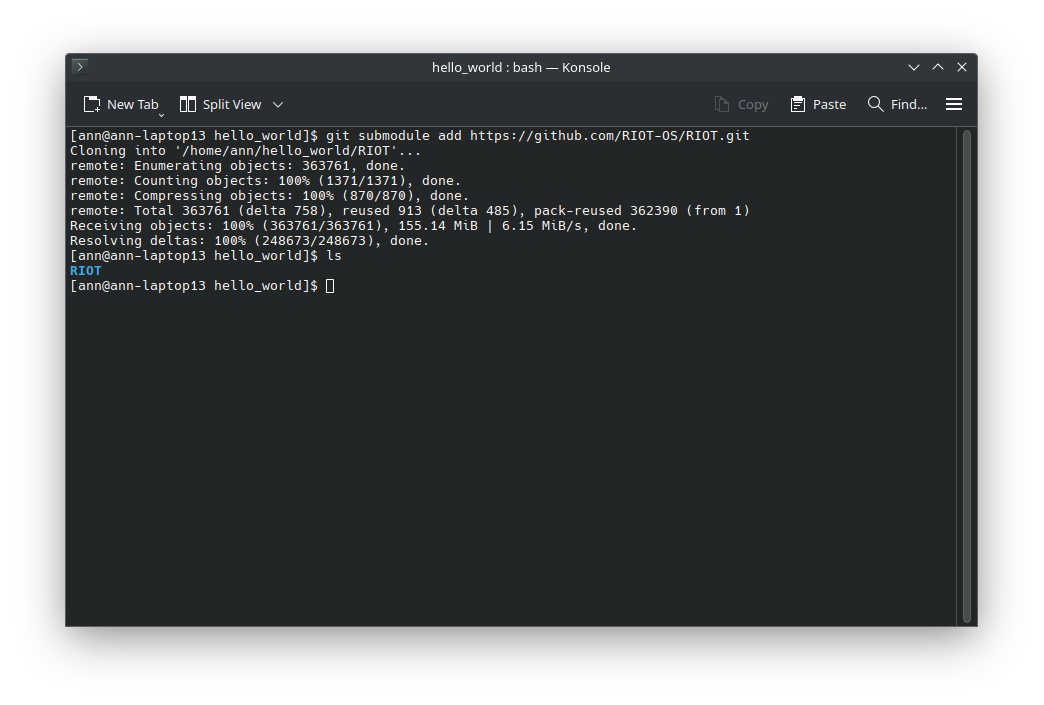 hello_world : bash — Konsole
New Tab Split View Copy Paste Find...
[ann@ann-laptop13 hello_world]$ git submodule add https://github.com/RIOT-OS/RIOT.git
Cloning into '/home/ann/hello_world/RIOT'...
remote: Enumerating objects: 363761, done.
remote: Counting objects: 100% (1371/1371), done.
remote: Compressing objects: 100% (870/870), done.
remote: Total 363761 (delta 758), reused 913 (delta 485), pack-reused 362390 (from 1)
Receiving objects: 100% (363761/363761), 155.14 MiB | 6.15 MiB/s, done.
Resolving deltas: 100% (248673/248673), done.
[ann@ann-laptop13 hello_world]$ ls
RIOT
[ann@ann-laptop13 hello_world]$